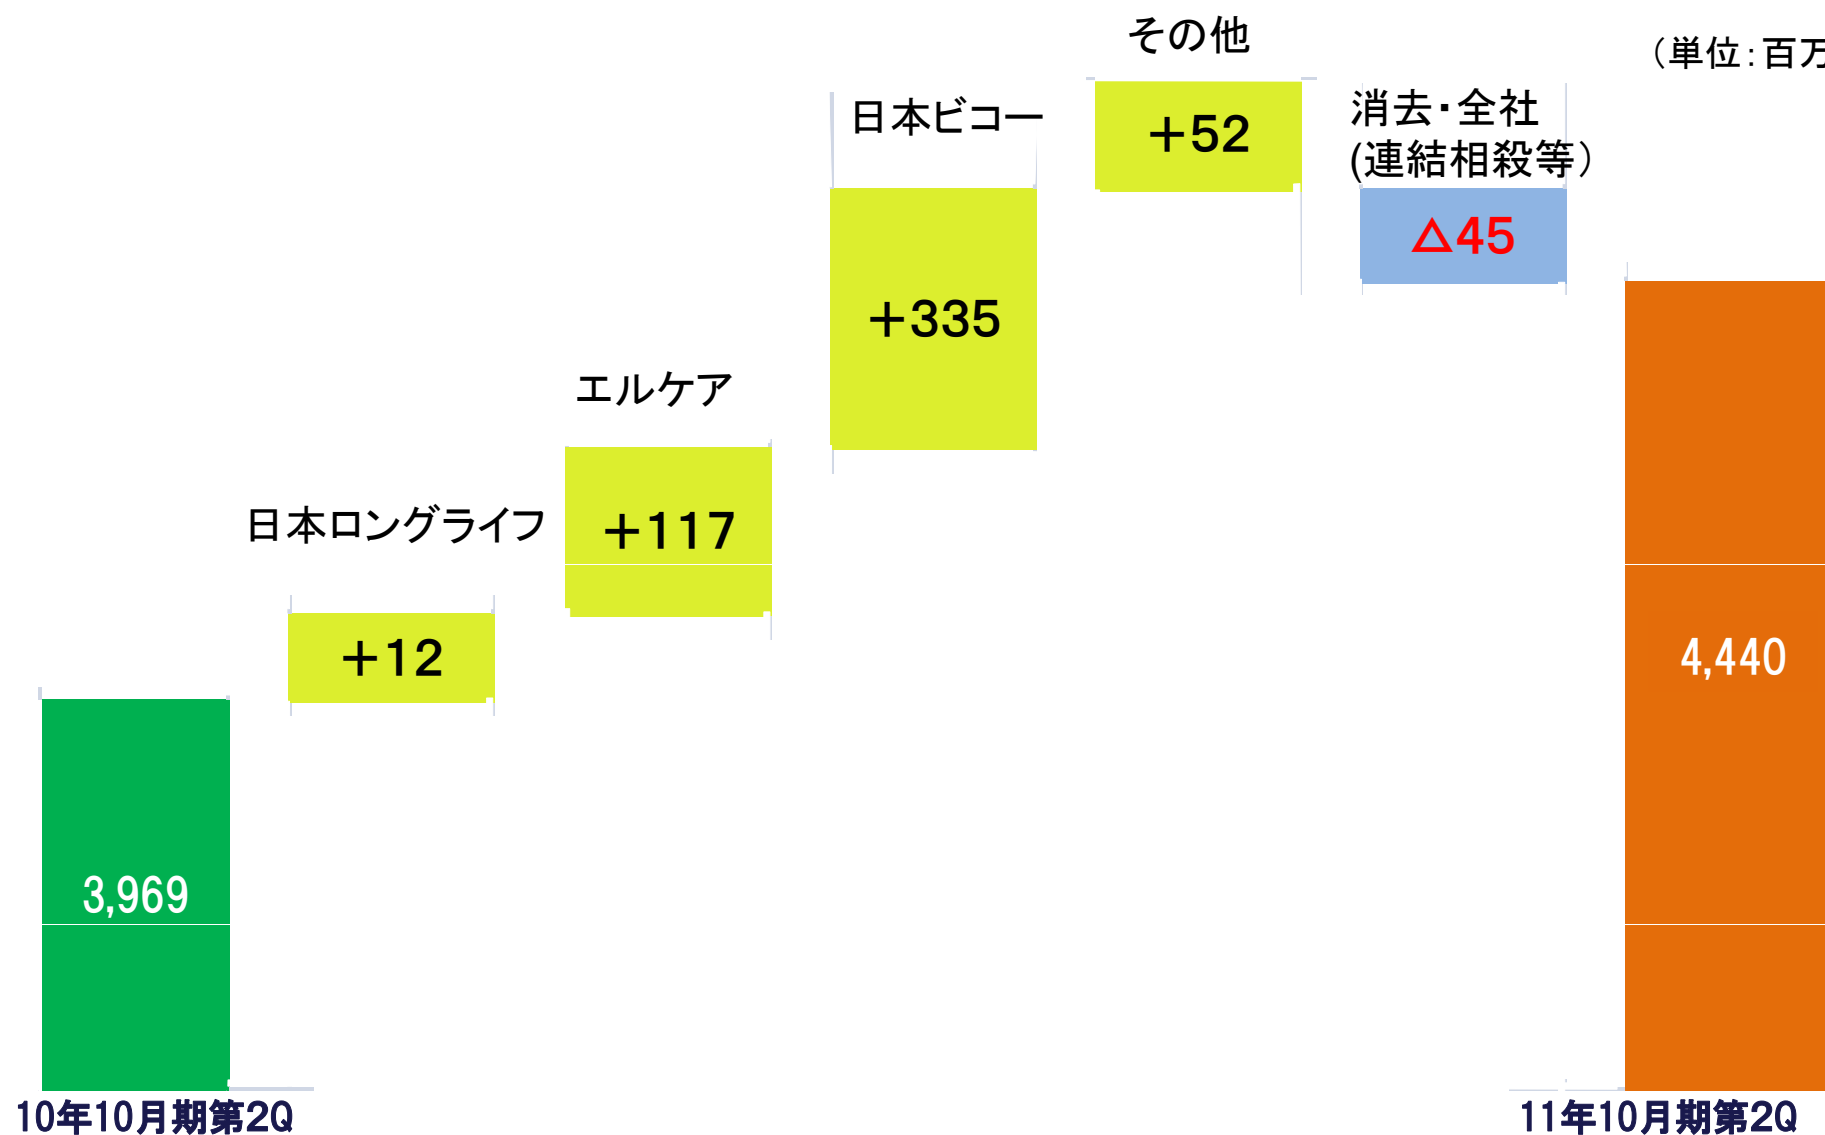 その他
（単位：百万
日本ビコー
+52
消去・全社
(連結相殺等）
△45
+335
エルケア
日本ロングライフ
+117
+12
4,440
3,969
10年10月期第2Q
11年10月期第2Q